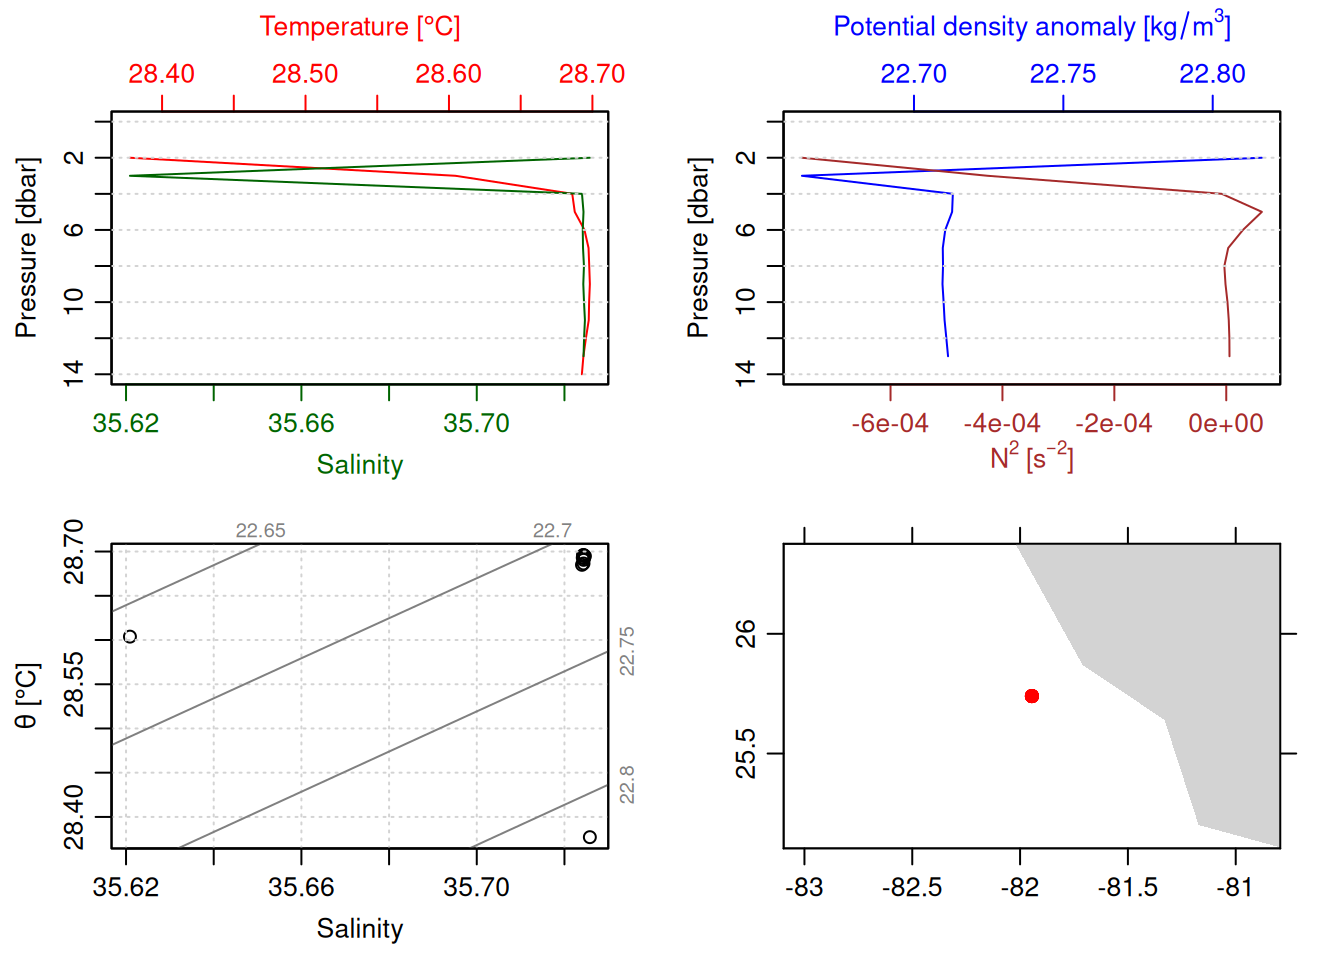 Temperature [°C]
28.40 28.50 28.60 28.70
Pressure [dbar]
2
6
10
14
35.62 35.66 35.70
Salinity
Potential density anomaly [kg/m³]
22.70 22.75 22.80
Pressure [dbar]
2
6
10
14
-6e-04 -4e-04 -2e-04 0e+00
N² [s⁻²]
22.65 22.7
22.75
22.8
θ [°C]
28.70
28.55
28.40
35.62 35.66 35.70
Salinity
26
25.5
-83 -82.5 -82 -81.5 -81